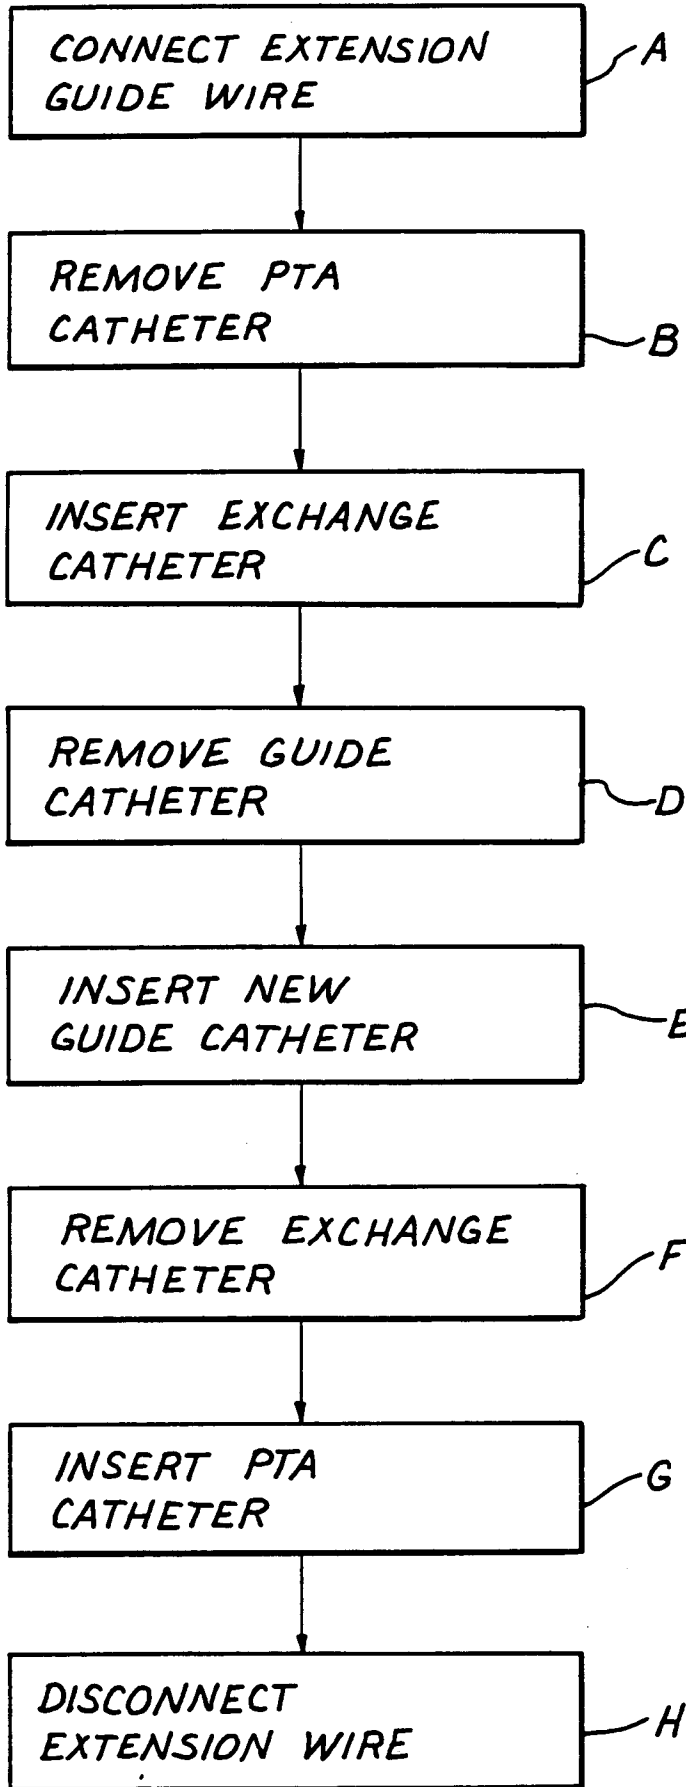 CONNECT EXTENSION
GUIDE WIRE
A
REMOVE PTA
CATHETER
B
INSERT EXCHANGE
CATHETER
C
REMOVE GUIDE
CATHETER
D
INSERT NEW
GUIDE CATHETER
E
REMOVE EXCHANGE
CATHETER
F
INSERT PTA
CATHETER
G
DISCONNECT
EXTENSION WIRE
H